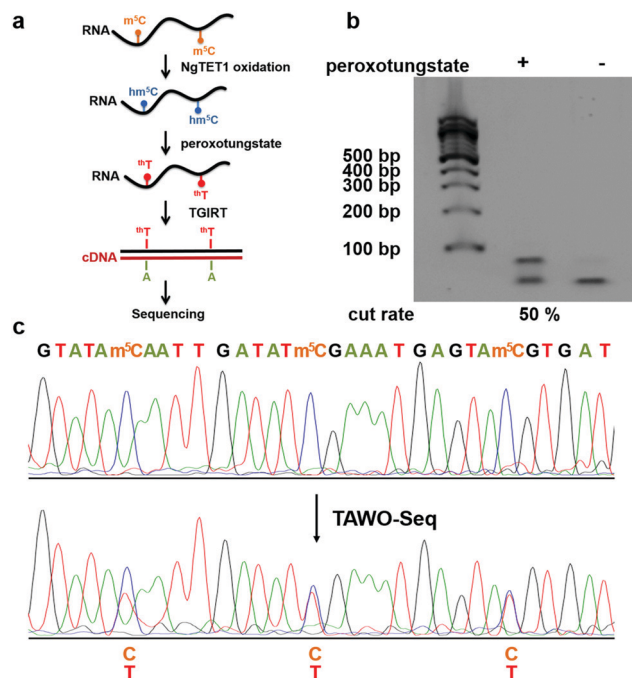 a
RNA m⁵C m⁵C
NgTET1 oxidation
RNA hm⁵C hm⁵C
peroxotungstate
RNA ᵗʰT ᵗʰT
TGIRT
ᵗʰT ᵗʰT
cDNA
A A
Sequencing
b
peroxotungstate + -
500 bp
400 bp
300 bp
200 bp
100 bp
cut rate 50 %
c
G T A T A m⁵C A A T T G A T A T m⁵C G A A A T G A G T A m⁵C G T G A T
TAWO-Seq
C C C
T T T